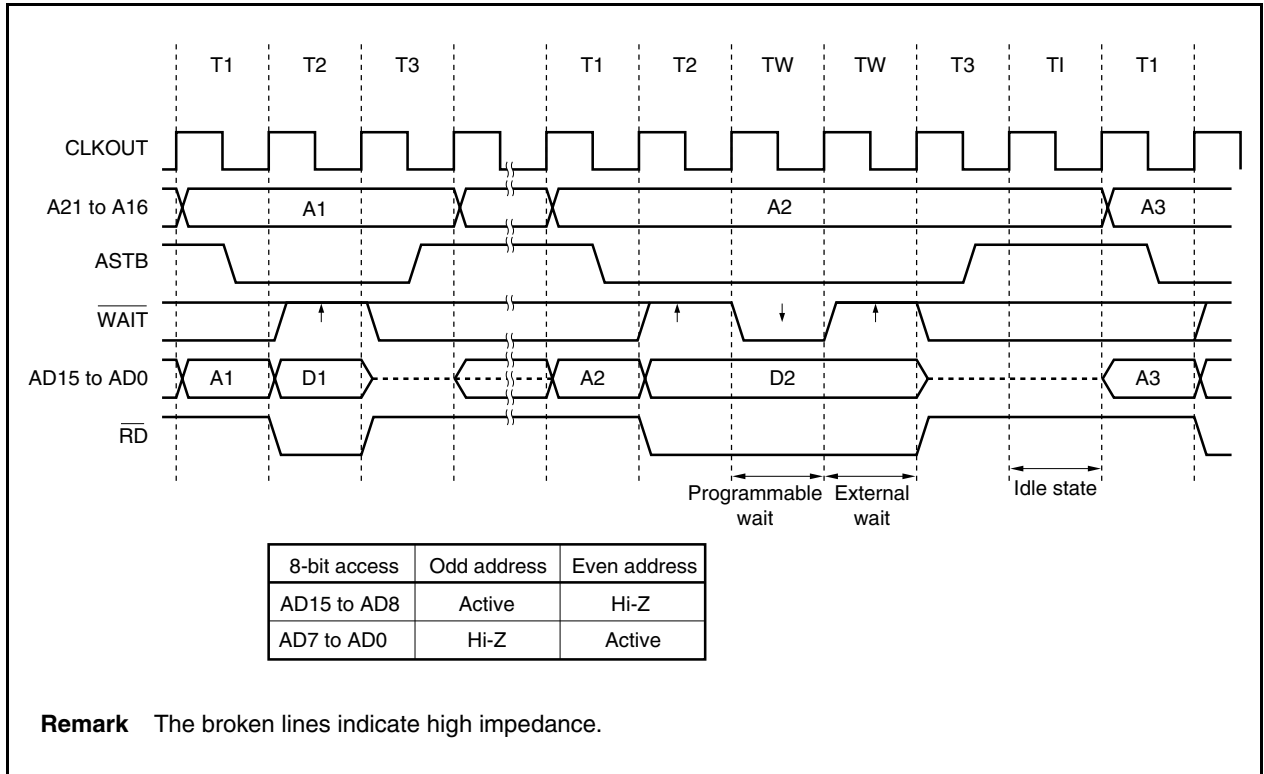 T1 T2 T3 T1 T2 TW TW T3 TI T1
CLKOUT
A21 to A16 A1 A2 A3
ASTB
WAIT
AD15 to AD0 A1 D1 A2 D2 A3
RD
Programmable wait
External wait
Idle state
8-bit access Odd address Even address
AD15 to AD8 Active Hi-Z
AD7 to AD0 Hi-Z Active
Remark The broken lines indicate high impedance.